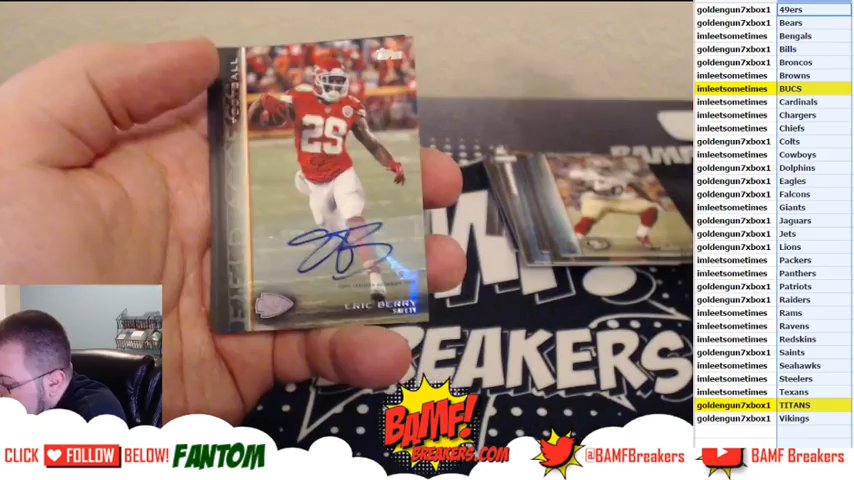 goldengun7xbox1 49ers
goldengun7xbox1 Bears
imleetsometimes Bengals
goldengun7xbox1 Bills
goldengun7xbox1 Broncos
imleetsometimes Browns
imleetsometimes BUCS
imleetsometimes Cardinals
imleetsometimes Chargers
imleetsometimes Chiefs
goldengun7xbox1 Colts
imleetsometimes Cowboys
goldengun7xbox1 Dolphins
goldengun7xbox1 Eagles
goldengun7xbox1 Falcons
imleetsometimes Giants
goldengun7xbox1 Jaguars
goldengun7xbox1 Jets
goldengun7xbox1 Lions
imleetsometimes Packers
imleetsometimes Panthers
goldengun7xbox1 Patriots
goldengun7xbox1 Raiders
imleetsometimes Rams
imleetsometimes Ravens
imleetsometimes Redskins
goldengun7xbox1 Saints
imleetsometimes Seahawks
imleetsometimes Steelers
imleetsometimes Texans
goldengun7xbox1 TITANS
goldengun7xbox1 Vikings
FOOTBALL
Topps
29
ERIC BERRY
SAFETY
BAMF
BREAKERS
CLICK FOLLOW BELOW! FANTOM
BAMF!
BREAKERS.COM
@BAMFBreakers
BAMF Breakers